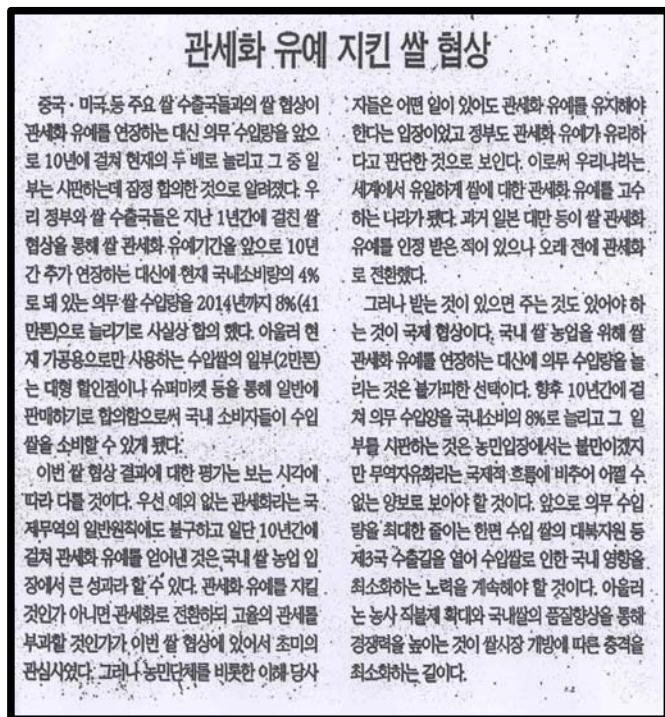 관세화 유예 지킨 쌀 협상
중국·미국 등 주요 쌀 수출국들과의 쌀 협상이
관세화 유예를 연장하는 대신 의무 수입량을 앞으
로 10년에 걸쳐 현재의 두 배로 늘리고 그 중 일
부는 시판하는데 잠정 합의한 것으로 알려졌다. 우
리 정부와 쌀 수출국들은 지난 1년간에 걸친 쌀
협상을 통해 쌀 관세화 유예기간을 앞으로 10년
간 추가 연장하는 대신에 현재 국내소비량의 4%
로 돼 있는 의무 쌀 수입량을 2014년까지 8%(41
만톤)으로 늘리기로 사실상 합의 했다. 아울러 현
재 가공용으로만 사용하는 수입쌀의 일부(2만톤)
는 대형 할인점이나 슈퍼마켓 등을 통해 일반에
판매하기로 합의함으로써 국내 소비자들이 수입
쌀을 소비할 수 있게 됐다.
이번 쌀 협상 결과에 대한 평가는 보는 시각에
따라 다를 것이다. 우선 예외 없는 관세화라는 국
제무역의 일반원칙에도 불구하고 일단 10년간에
걸쳐 관세화 유예를 얻어낸 것은 국내 쌀 농업 입
장에서 큰 성과라 할 수 있다. 관세화 유예를 지킬
것인가 아니면 관세화로 전환하되 고율의 관세를
부과할 것인가가 이번 쌀 협상에 있어서 초미의
관심사였다. 그러나 농민단체를 비롯한 이해 당사
자들은 어떤 일이 있어도 관세화 유예를 유지해야
한다는 입장이었고 정부도 관세화 유예가 유리하
다고 판단한 것으로 보인다. 이로써 우리나라는
세계에서 유일하게 쌀에 대한 관세화 유예를 고수
하는 나라가 됐다. 과거 일본 대만 등이 쌀 관세화
유예를 인정 받은 적이 있으나 오래 전에 관세화
로 전환했다.
그러나 받는 것이 있으면 주는 것도 있어야 하
는 것이 국제 협상이다. 국내 쌀 농업을 위해 쌀
관세화 유예를 연장하는 대신에 의무 수입량을 늘
리는 것은 불가피한 선택이다. 향후 10년간에 걸
쳐 의무 수입양을 국내소비의 8%로 늘리고 그 일
부를 시판하는 것은 농민입장에서는 불만이겠지
만 무역자유화라는 국제적 흐름에 비추어 어쩔 수
없는 양보로 보아야 할 것이다. 앞으로 의무 수입
량을 최대한 줄이는 한편 수입 쌀의 대북지원 등
제3국 수출길을 열어 수입쌀로 인한 국내 영향을
최소화하는 노력을 계속해야 할 것이다. 아울러
는 농사 직불제 확대와 국내쌀의 품질향상을 통해
경쟁력을 높이는 것이 쌀시장 개방에 따른 충격을
최소화하는 길이다.